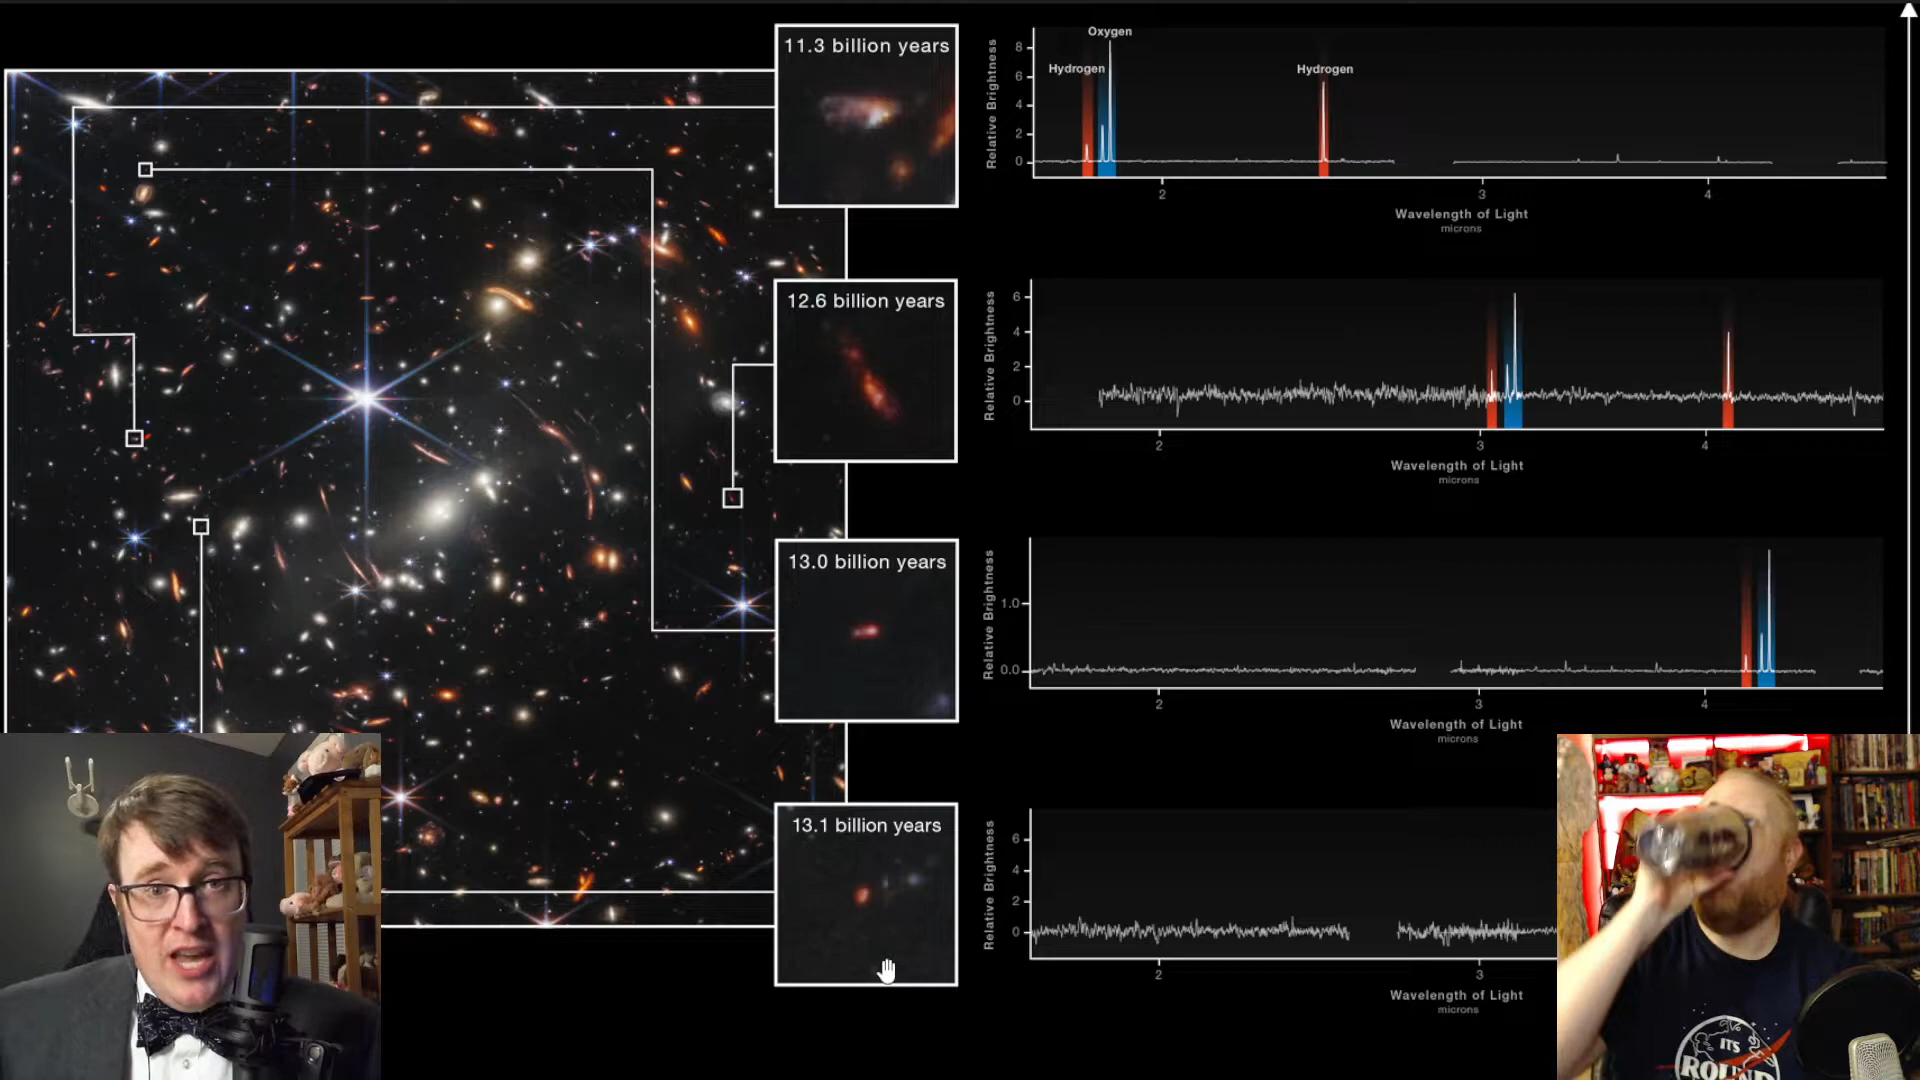 11.3 billion years
Oxygen
Hydrogen
Hydrogen
Relative Brightness
8
6
4
2
0
2
3
4
Wavelength of Light
microns
12.6 billion years
Relative Brightness
6
4
2
0
2
3
4
Wavelength of Light
microns
13.0 billion years
Relative Brightness
1.0
0.0
2
3
4
Wavelength of Light
microns
13.1 billion years
Relative Brightness
6
4
2
0
2
3
Wavelength of Light
microns
ITS
ROUND